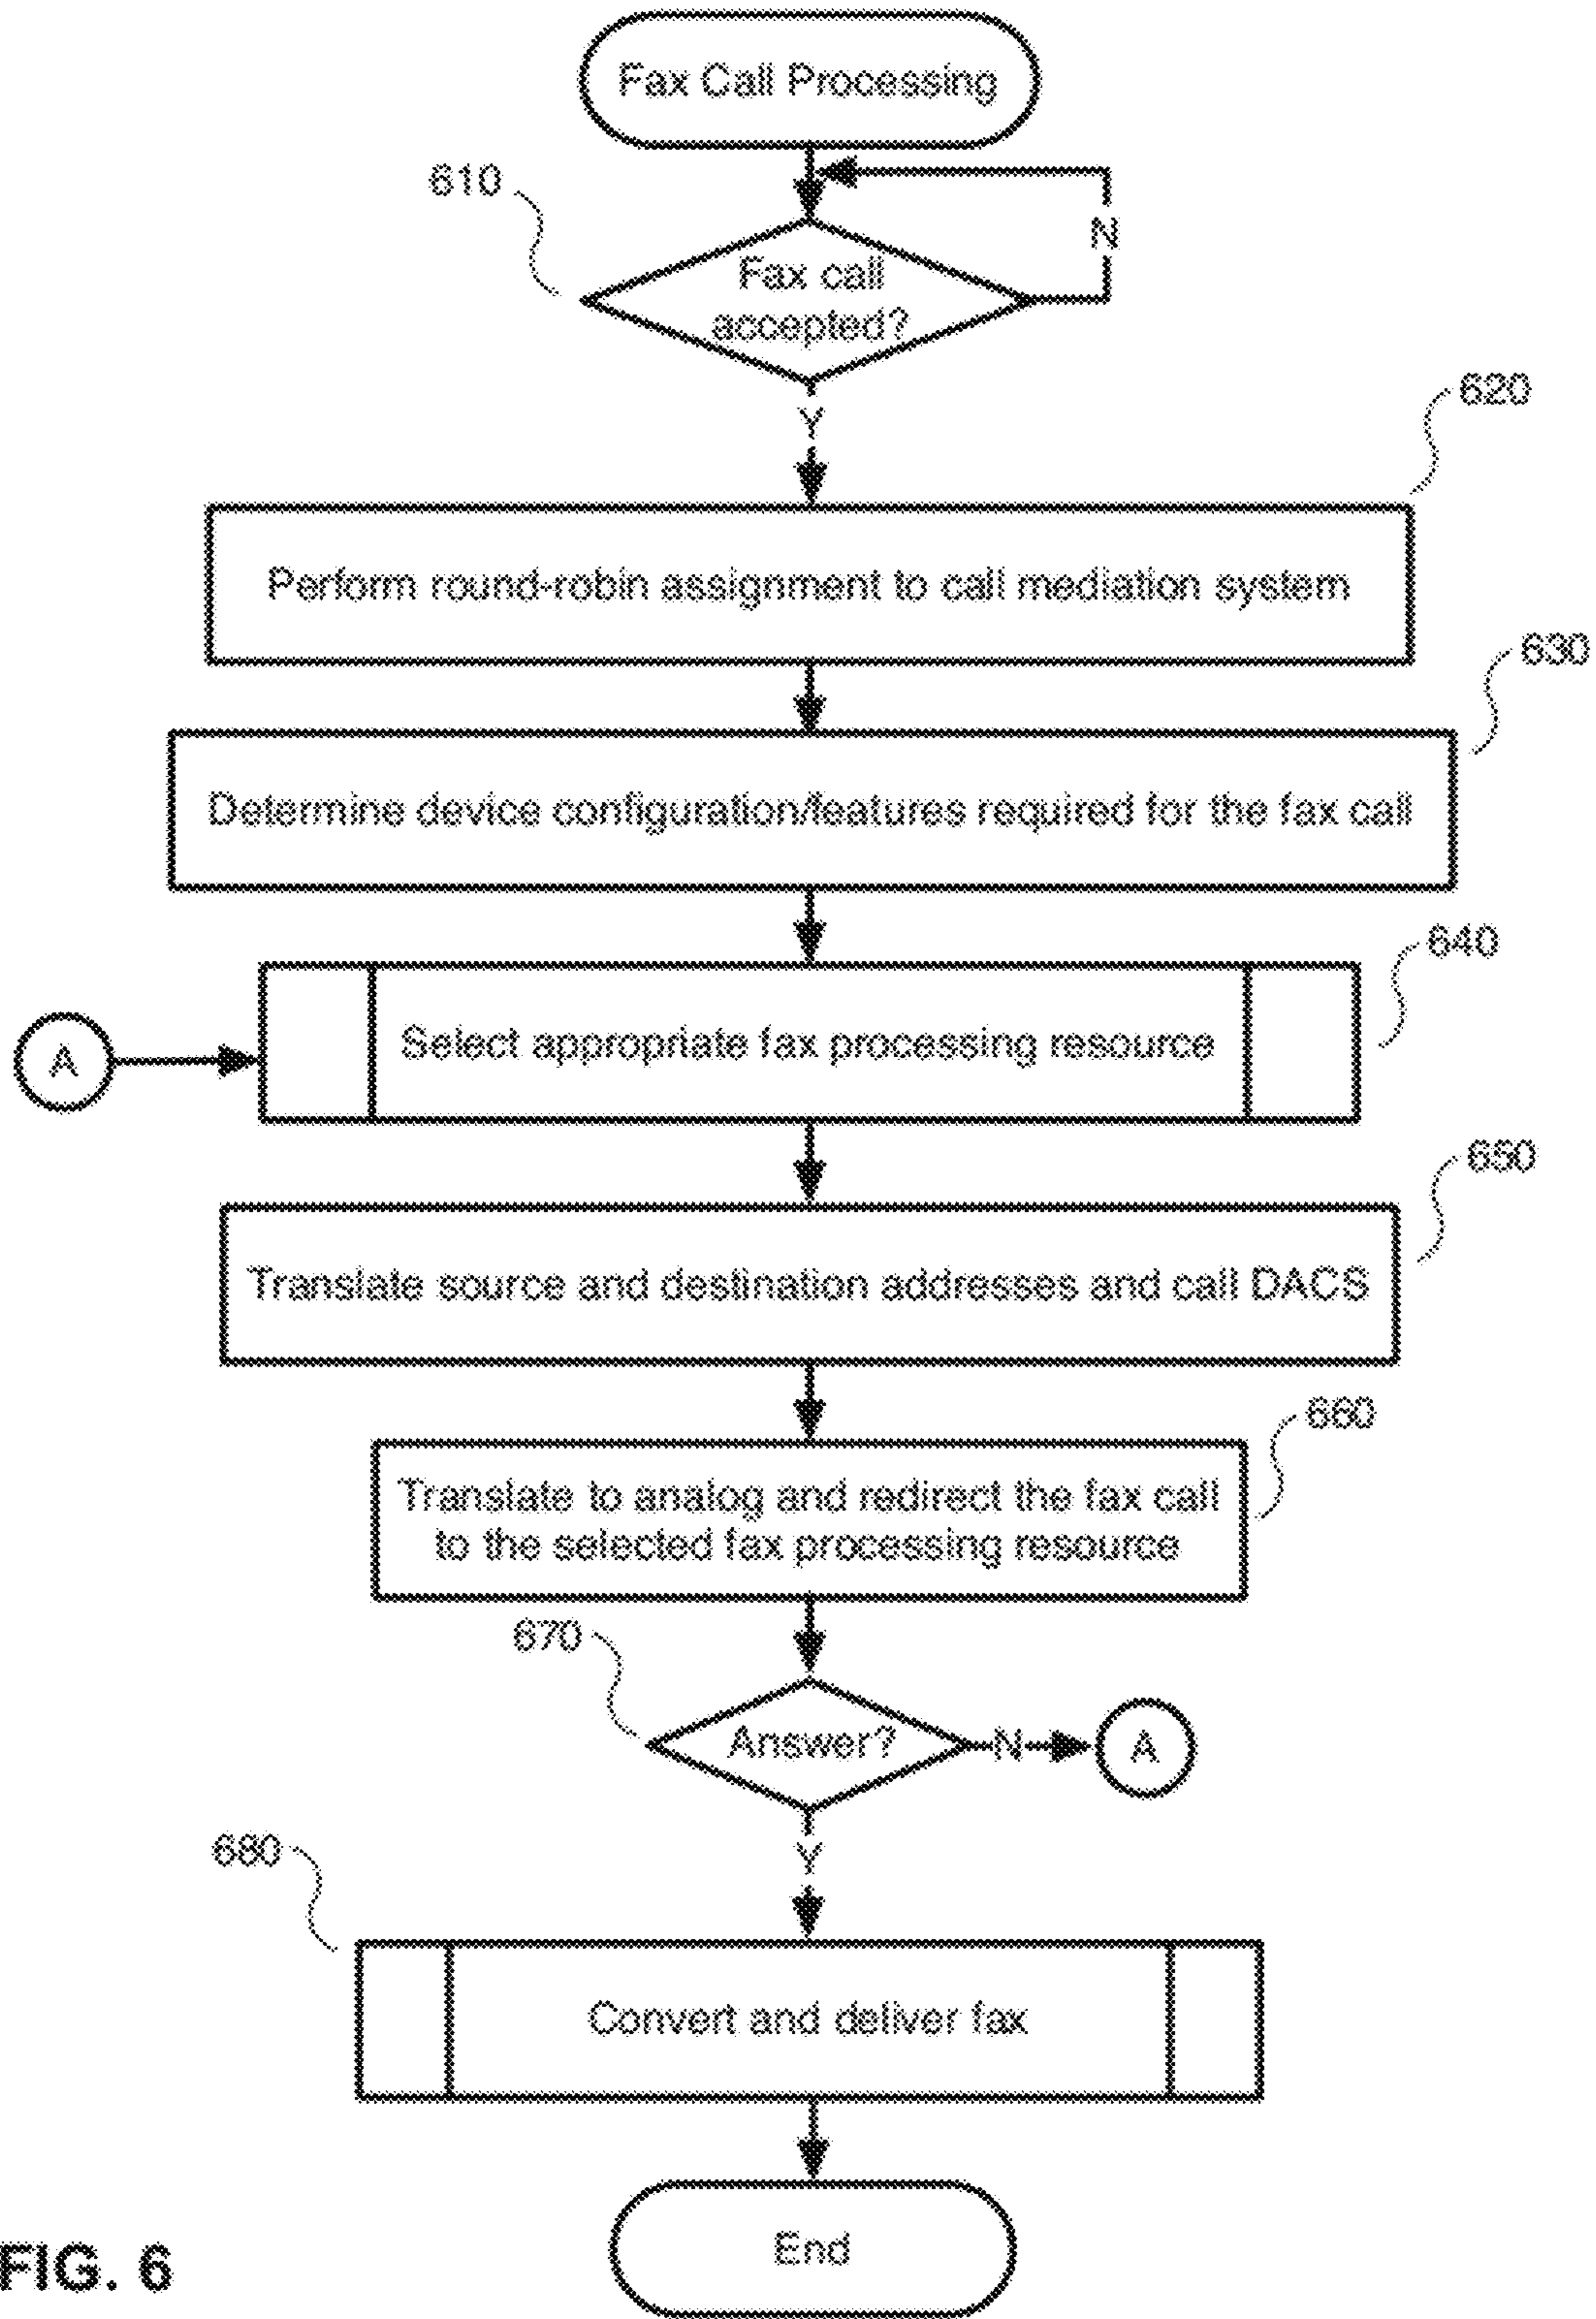 Fax Call Processing
610
N
Fax call
accepted?
Y
620
Perform round-robin assignment to call mediation system
630
Determine device configuration/features required for the fax call
640
A
Select appropriate fax processing resource
650
Translate source and destination addresses and call DACS
660
Translate to analog and redirect the fax call
to the selected fax processing resource
670
Answer?
N
A
Y
680
Convert and deliver fax
End
FIG. 6